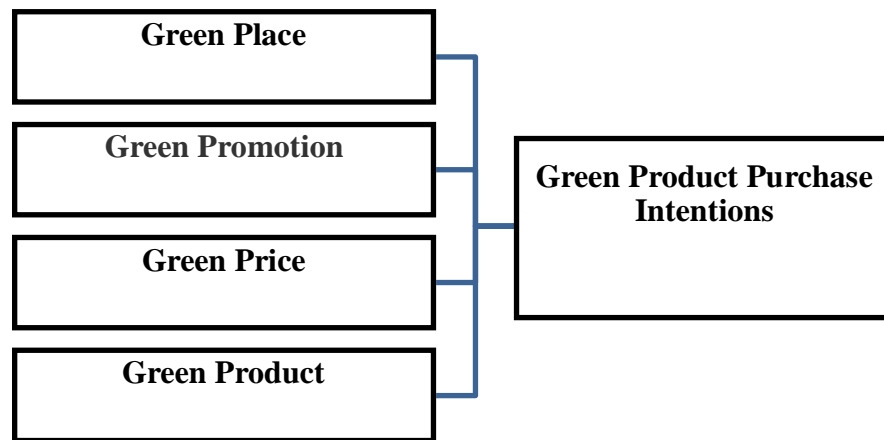 Green Place
Green Promotion
Green Price
Green Product
Green Product Purchase
Intentions